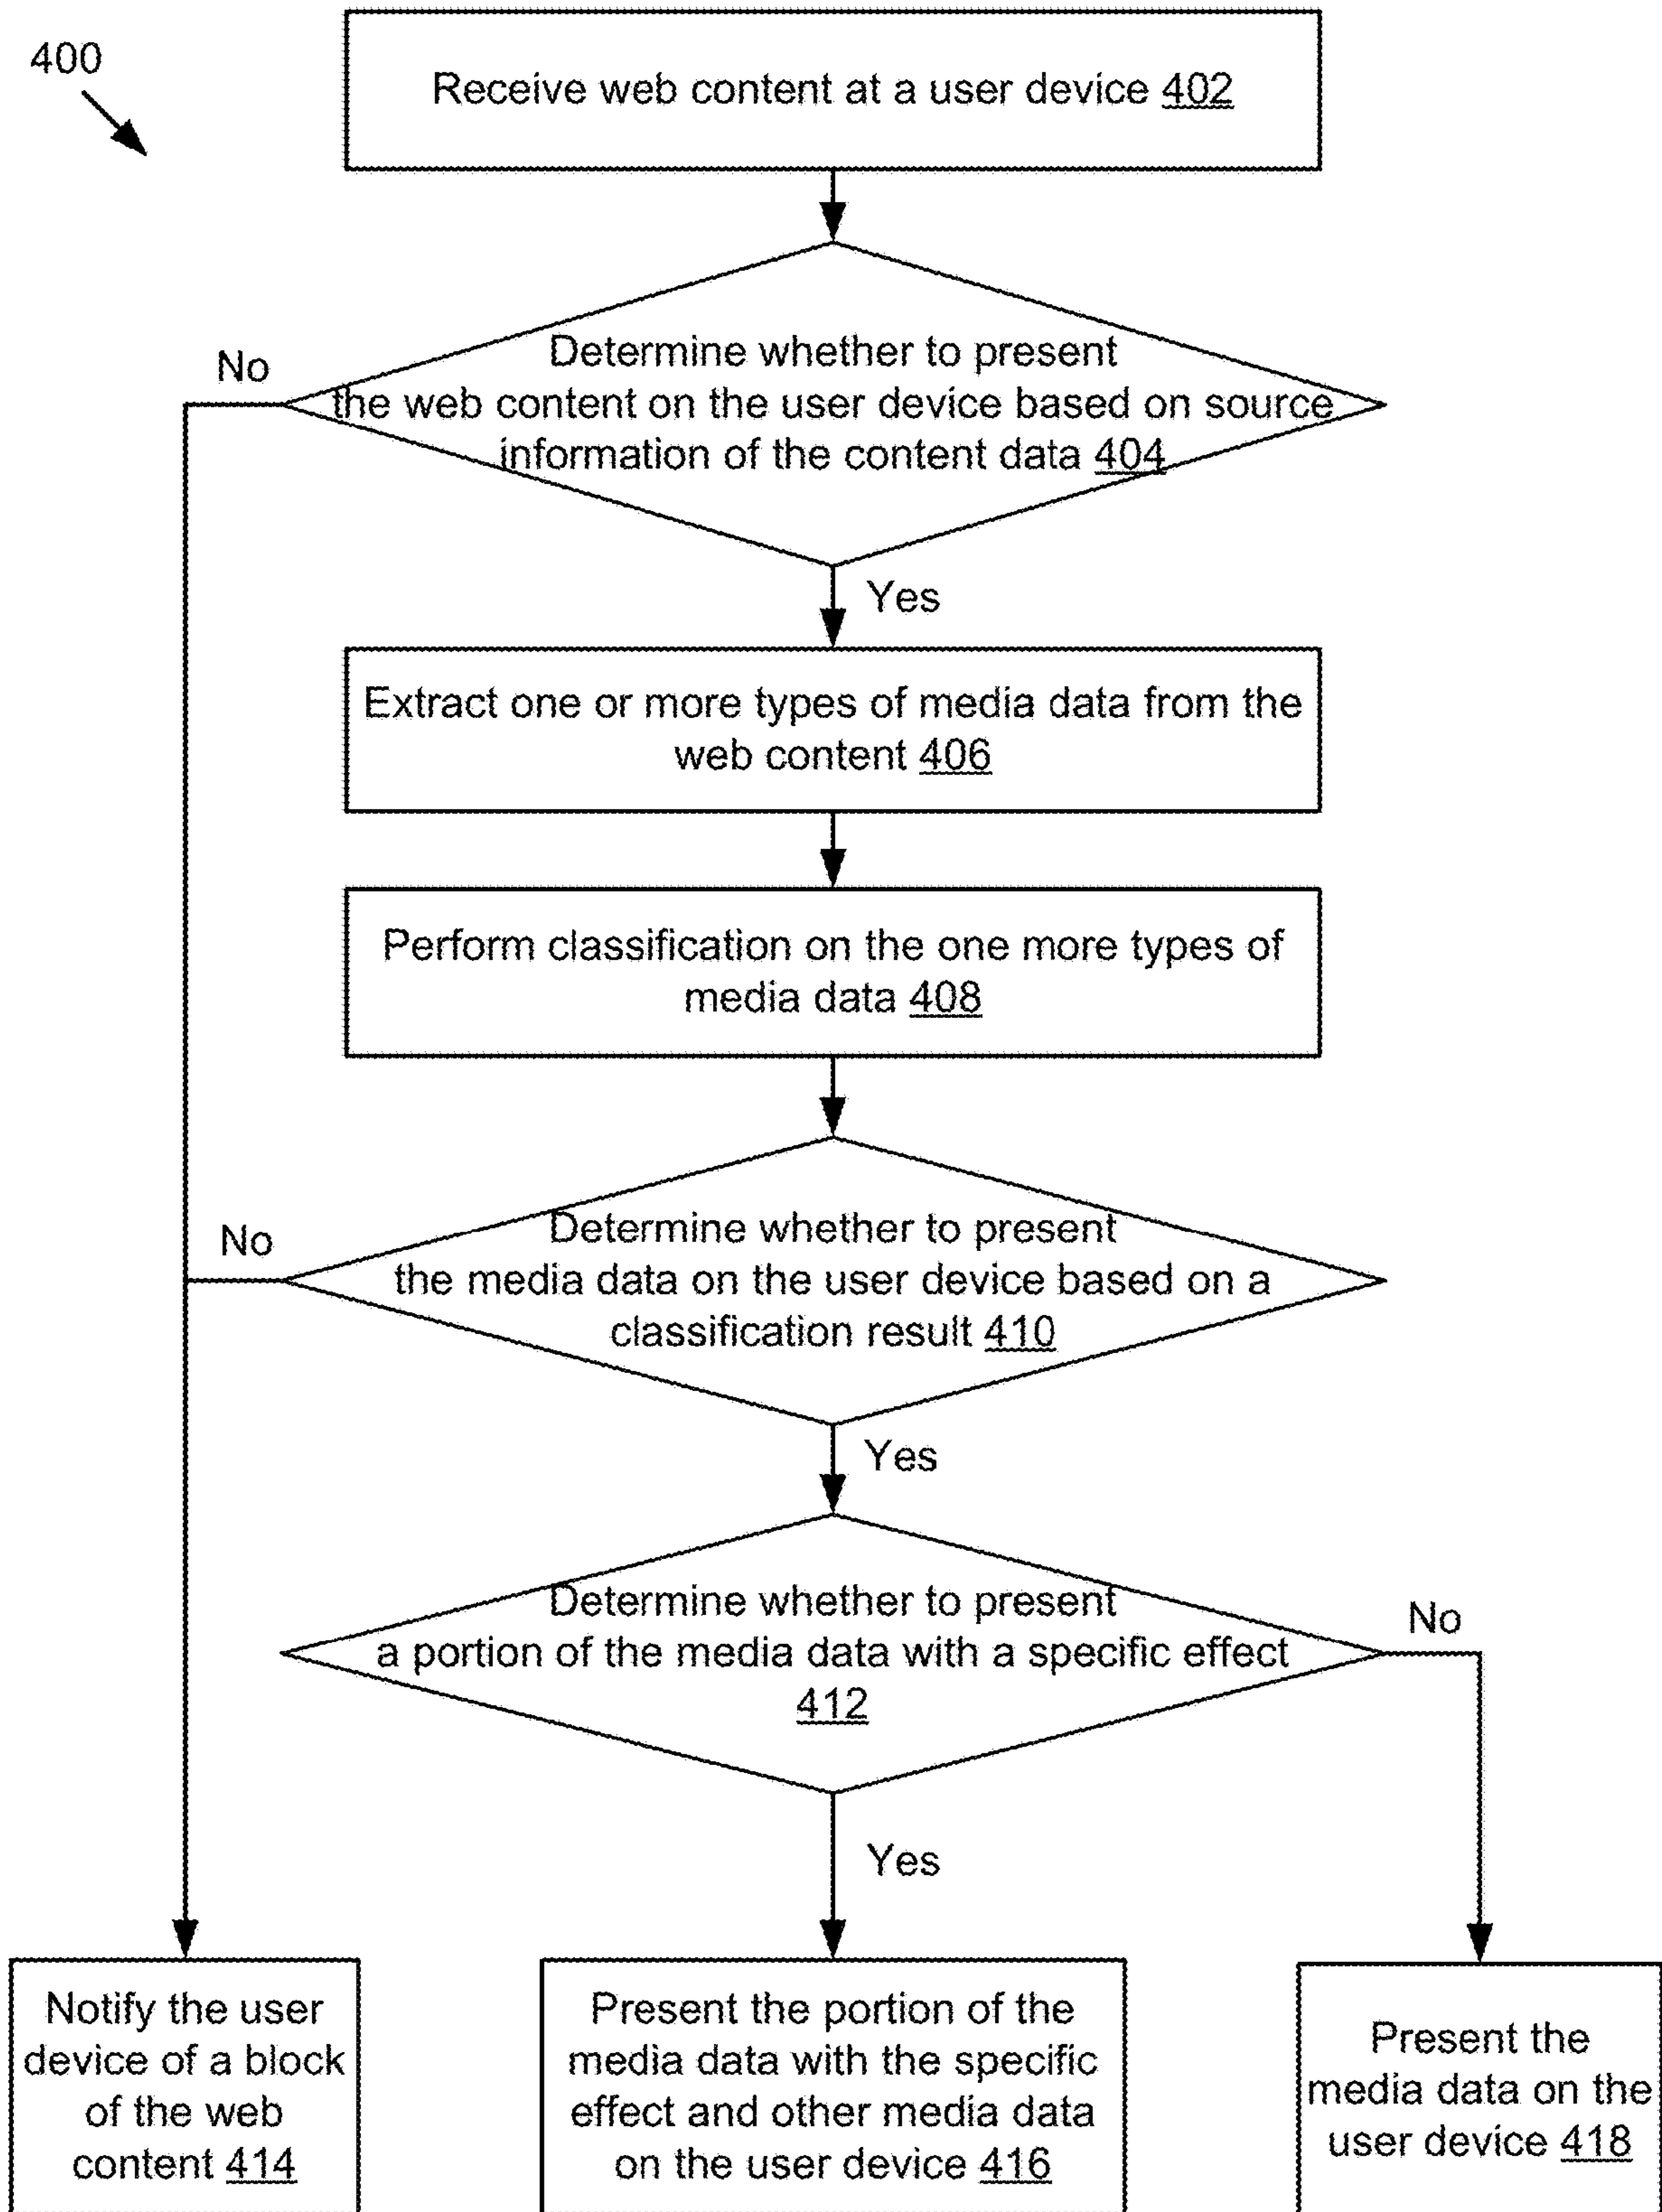 400
Receive web content at a user device 402
Determine whether to present
the web content on the user device based on source
information of the content data 404
No
Yes
Extract one or more types of media data from the
web content 406
Perform classification on the one more types of
media data 408
Determine whether to present
the media data on the user device based on a
classification result 410
No
Yes
Determine whether to present
a portion of the media data with a specific effect
412
No
Yes
Notify the user
device of a block
of the web
content 414
Present the portion of the
media data with the specific
effect and other media data
on the user device 416
Present the
media data on the
user device 418